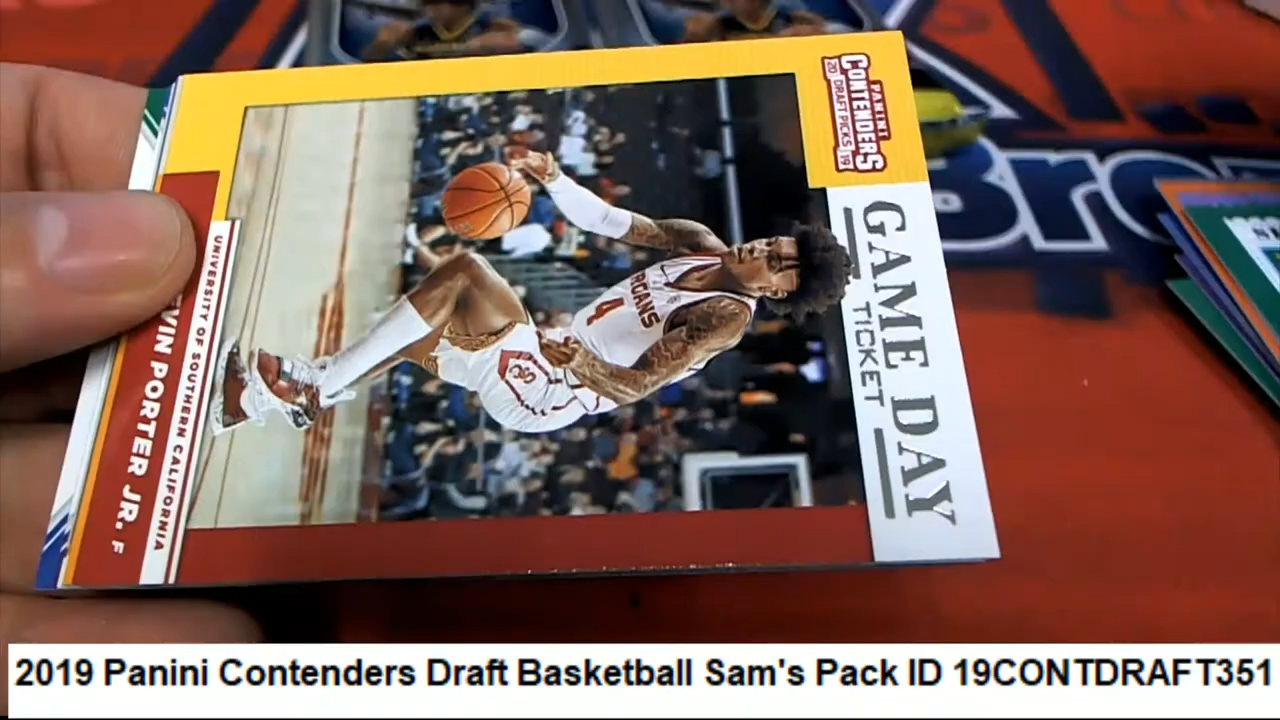 PANINI
CONTENDERS
20 DRAFT PICKS 19
GAME DAY
TICKET
4
UNIVERSITY OF SOUTHERN CALIFORNIA
VIN PORTER JR. F
Bro
2019 Panini Contenders Draft Basketball Sam's Pack ID 19CONTDRAFT351